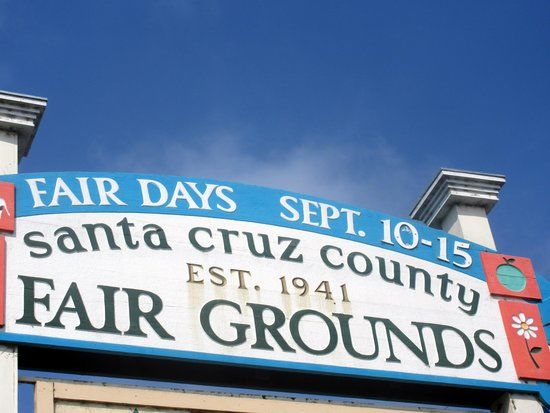 FAIR DAYS SEPT. 10-15
santa cruz county
EST. 1941
FAIR GROUNDS